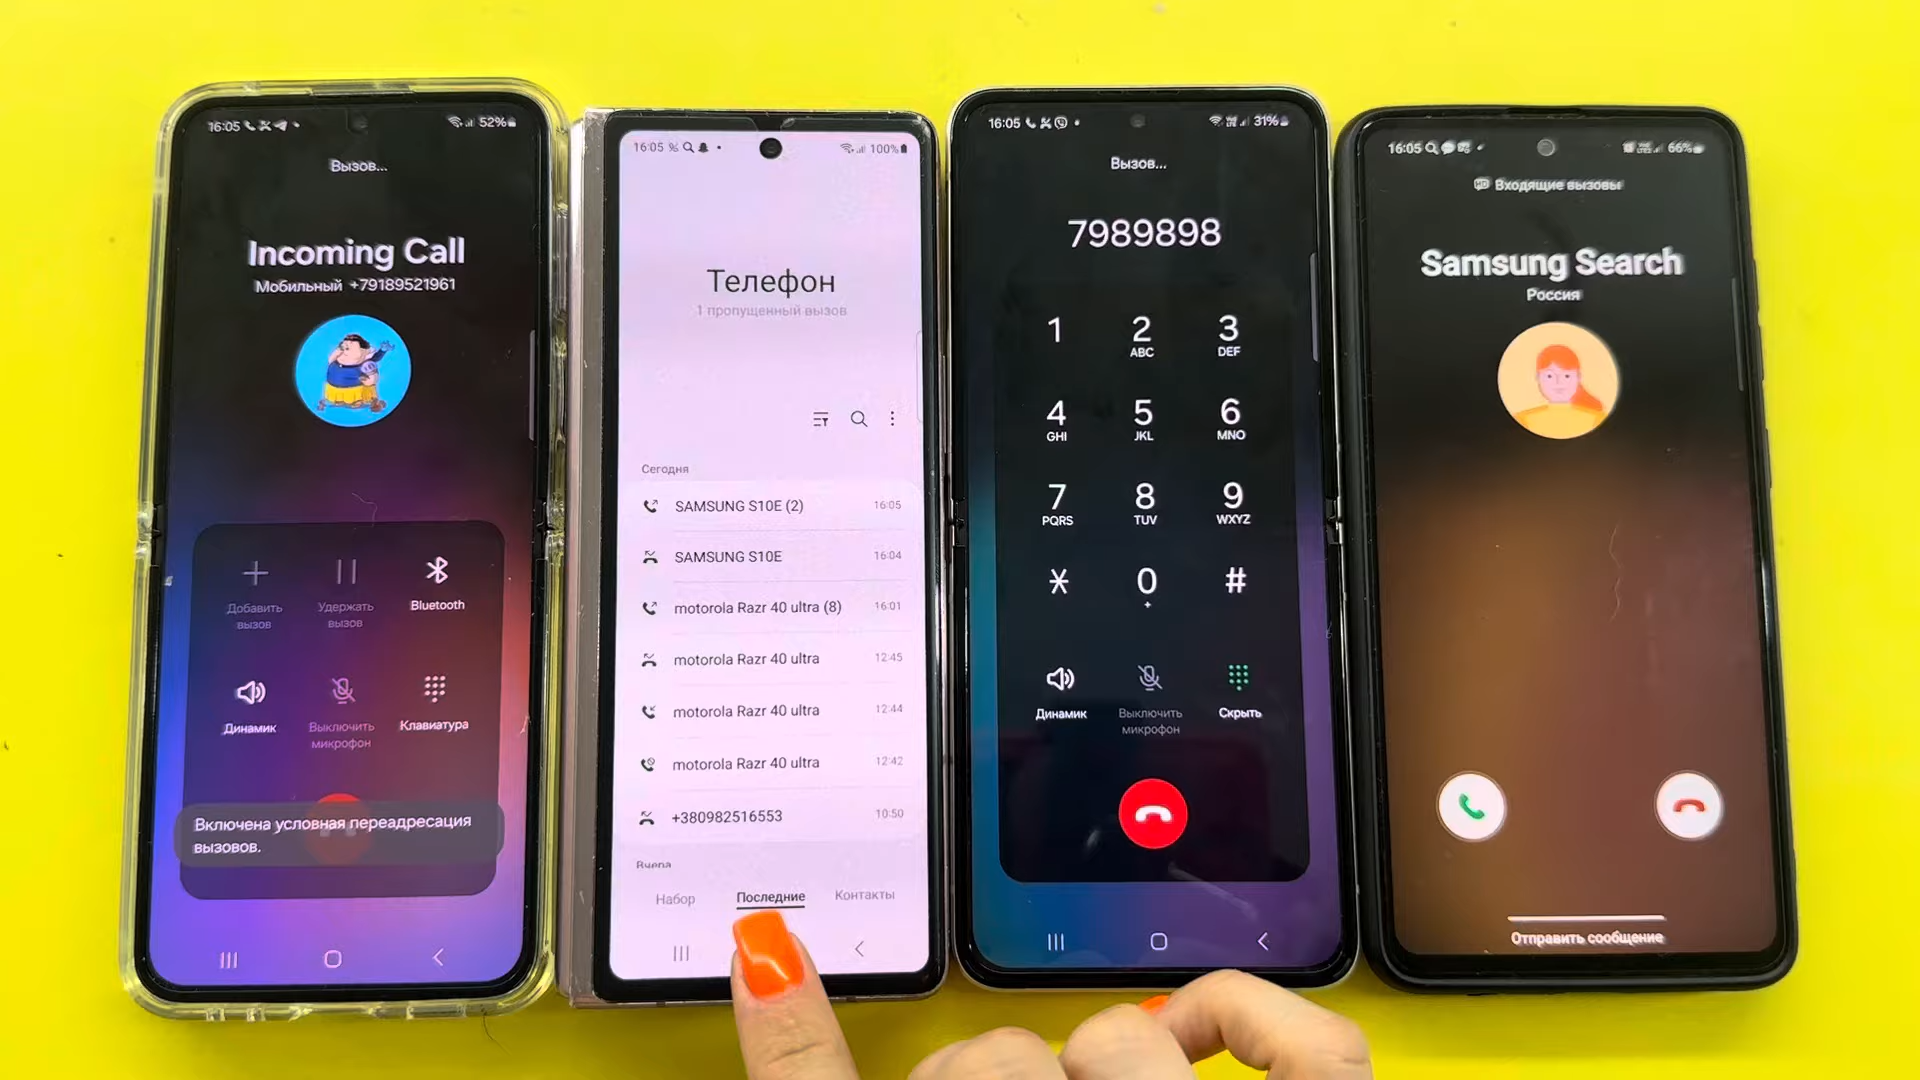 16:05
52%
Вызов...
Incoming Call
Мобильный +79189521961
Добавить вызов
Удержать вызов
Bluetooth
Динамик
Выключить микрофон
Клавиатура
Включена условная переадресация
вызовов.
16:05
100%
Телефон
1 пропущенный вызов
Сегодня
SAMSUNG S10E (2) 16:05
SAMSUNG S10E 16:04
motorola Razr 40 ultra (8) 16:01
motorola Razr 40 ultra 12:45
motorola Razr 40 ultra 12:44
motorola Razr 40 ultra 12:42
+380982516553 10:50
Вчера
Набор Последние Контакты
16:05
31%
Вызов...
7989898
1 2 3
ABC DEF
4 5 6
GHI JKL MNO
7 8 9
PQRS TUV WXYZ
* 0 #
+
Динамик
Выключить микрофон
Скрыть
16:05
66%
Входящие вызовы
Samsung Search
Россия
Отправить сообщение